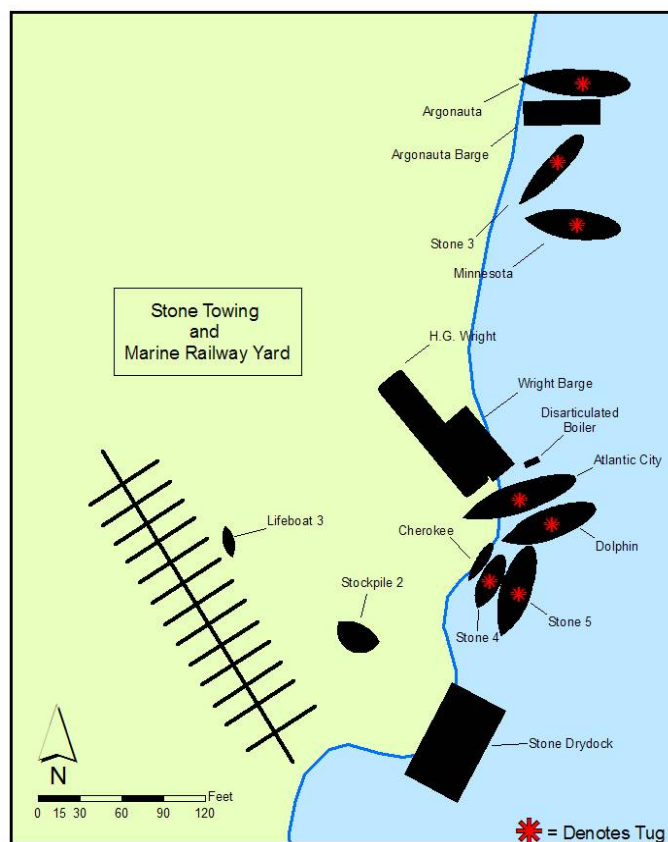 Argonauta
Argonauta Barge
Stone 3
Minnesota
Stone Towing
and
Marine Railway Yard
H.G. Wright
Wright Barge
Disarticulated
Boiler
Atlantic City
Lifeboat 3
Cherokee
Dolphin
Stockpile 2
Stone 4
Stone 5
Stone Drydock
N
Feet
0 15 30 60 90 120
= Denotes Tug